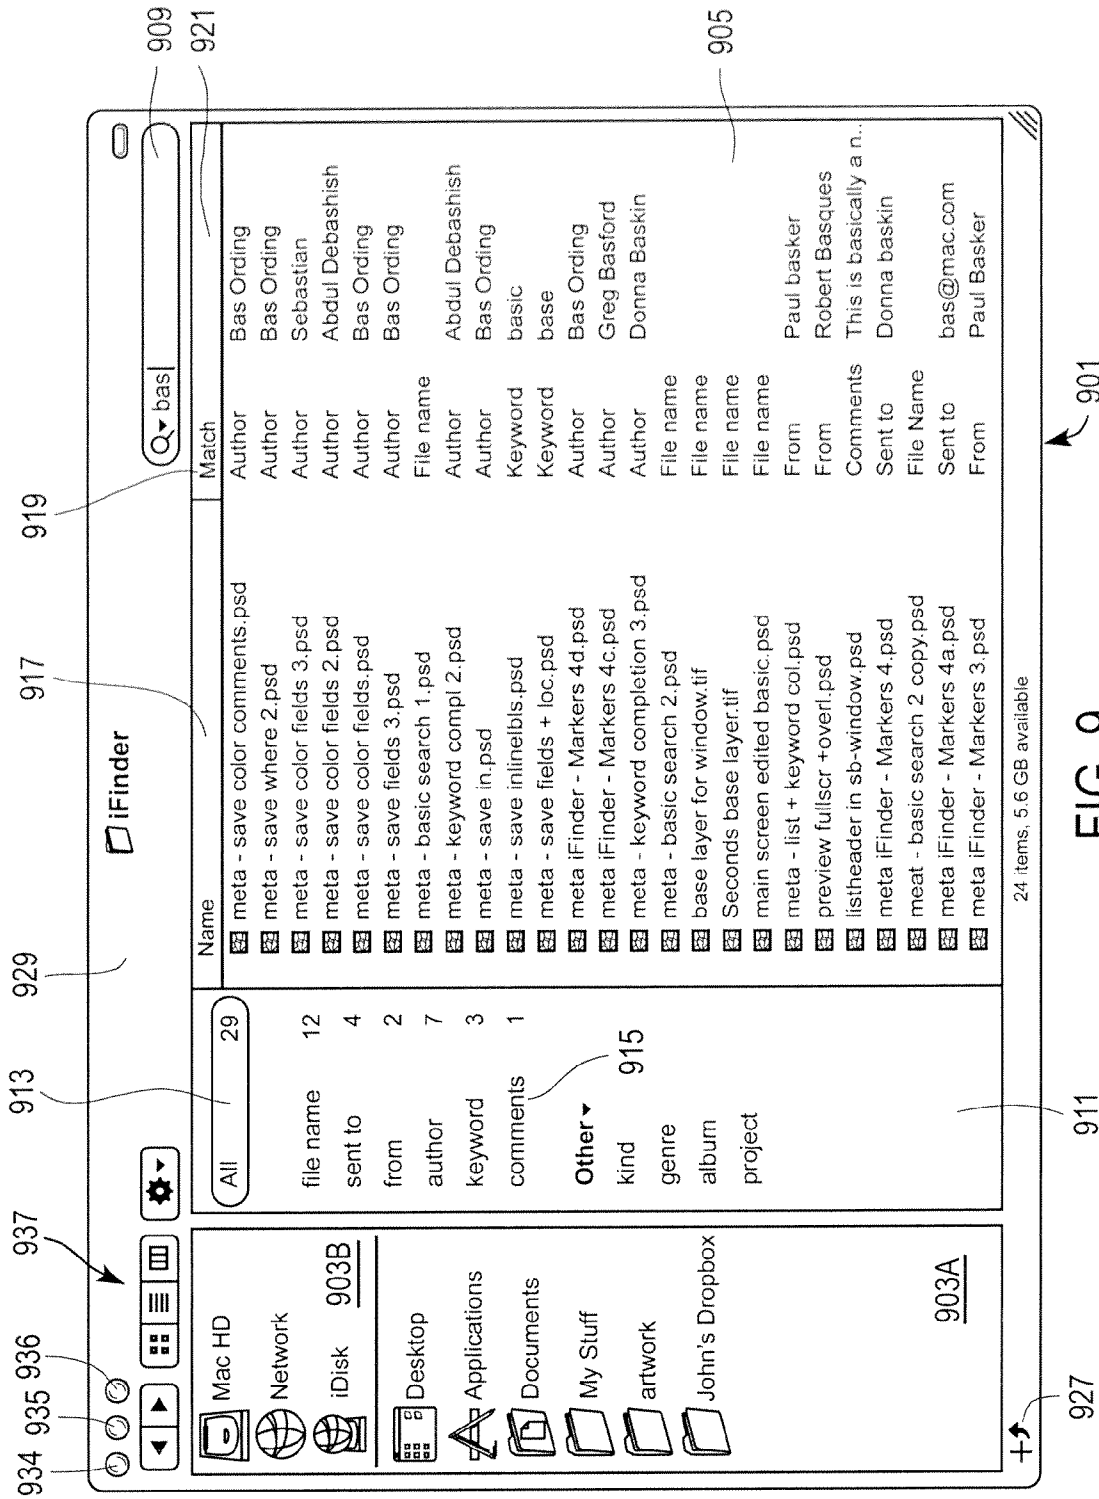 934 935 936 937 913 929 917 919
iFinder
bas
909
Mac HD
Network
iDisk
903B
Desktop
Applications
Documents
My Stuff
artwork
John's Dropbox
903A
All 29
file name 12
sent to 4
from 2
author 7
keyword 3
comments 1
915
Other
kind
genre
album
project
Name Match
921
meta - save color comments.psd Author Bas Ording
meta - save where 2.psd Author Bas Ording
meta - save color fields 3.psd Author Sebastian
meta - save color fields 2.psd Author Abdul Debashish
meta - save color fields.psd Author Bas Ording
meta - save fields 3.psd Author Bas Ording
meta - basic search 1.psd File name
meta - keyword compl 2.psd Author Abdul Debashish
meta - save in.psd Author Bas Ording
meta - save inlinelbls.psd Keyword basic
meta - save fields + loc.psd Keyword base
meta iFinder - Markers 4d.psd Author Bas Ording
meta iFinder - Markers 4c.psd Author Greg Basford
meta - keyword completion 3.psd Author Donna Baskin
meta - basic search 2.psd File name
base layer for window.tif File name
Seconds base layer.tif File name
905
main screen edited basic.psd File name
meta - list + keyword col.psd From Paul basker
preview fullscr +overl.psd From Robert Basques
listheader in sb-window.psd Comments This is basically a n..
meta iFinder - Markers 4.psd Sent to Donna baskin
meat - basic search 2 copy.psd File Name
meta iFinder - Markers 4a.psd Sent to bas@mac.com
meta iFinder - Markers 3.psd From Paul Basker
24 items, 5.6 GB available
927 911 901
FIG. 9